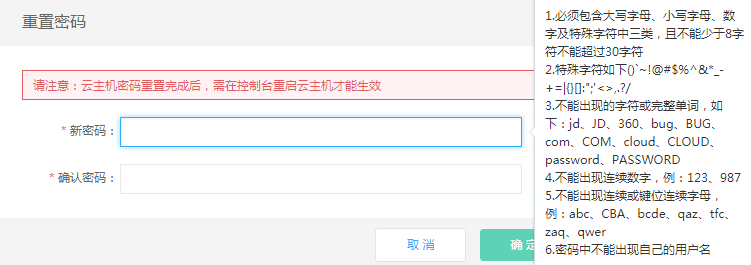 重置密码
请注意：云主机密码重置完成后，需在控制台重启云主机才能生效
* 新密码：
* 确认密码：
取 消
确 定
1.必须包含大写字母、小写字母、数
字及特殊字符中三类，且不能少于8字
符不能超过30字符
2.特殊字符如下()`~!@#$%^&*_-
+=|{}[]:";'<>,.?/
3.不能出现的字符或完整单词，如
下：jd、JD、360、bug、BUG、
com、COM、cloud、CLOUD、
password、PASSWORD
4.不能出现连续数字，例：123、987
5.不能出现连续或键位连续字母，
例：abc、CBA、bcde、qaz、tfc、
zaq、qwer
6.密码中不能出现自己的用户名